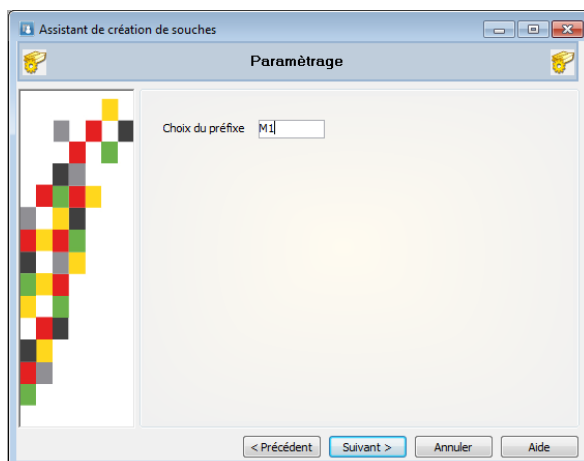 Assistant de création de souches
Paramètrage
Choix du préfixe M1
< Précédent Suivant > Annuler Aide